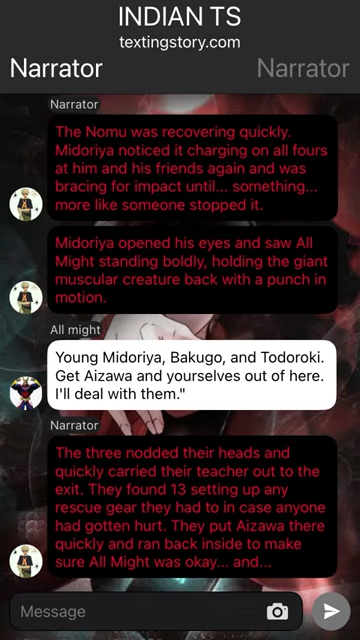 INDIAN TS
textingstory.com
Narrator
Narrator
Narrator
The Nomu was recovering quickly.
Midoriya noticed it charging on all fours
at him and his friends again and was
bracing for impact until... something...
more like someone stopped it.
Midoriya opened his eyes and saw All
Might standing boldly, holding the giant
muscular creature back with a punch in
motion.
All might
Young Midoriya, Bakugo, and Todoroki.
Get Aizawa and yourselves out of here.
I'll deal with them."
Narrator
The three nodded their heads and
quickly carried their teacher out to the
exit. They found 13 setting up any
rescue gear they had to in case anyone
had gotten hurt. They put Aizawa there
quickly and ran back inside to make
sure All Might was okay... and...
Message